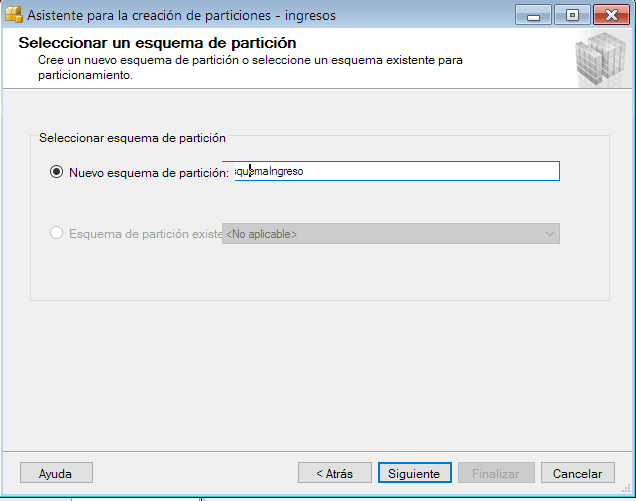 Asistente para la creación de particiones - ingresos
Seleccionar un esquema de partición
Cree un nuevo esquema de partición o seleccione un esquema existente para
particionamiento.
Seleccionar esquema de partición
Nuevo esquema de partición: squemaIngreso
Esquema de partición existe <No aplicable>
Ayuda
< Atrás
Siguiente
Finalizar
Cancelar